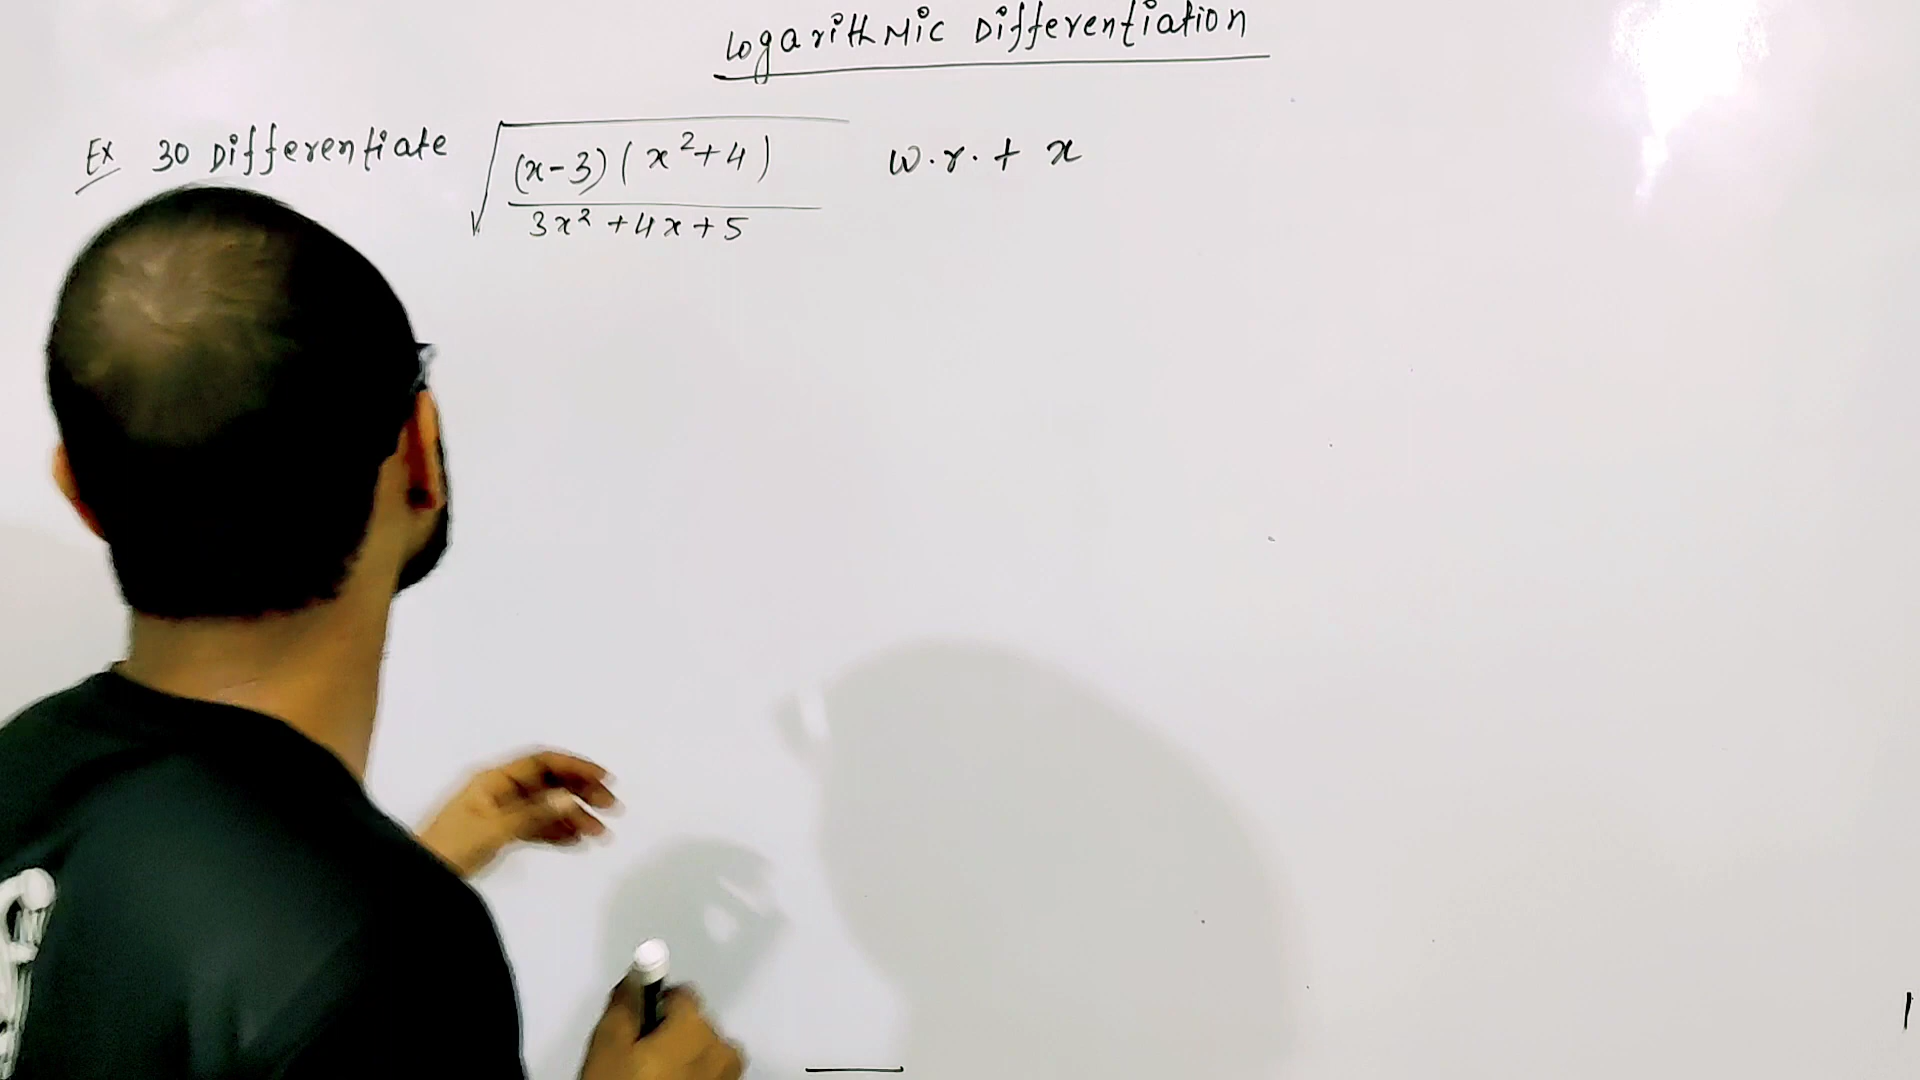 Logarithmic Differentiation
Ex 30 Differentiate √((x-3)(x²+4) / 3x²+4x+5) w.r.t x